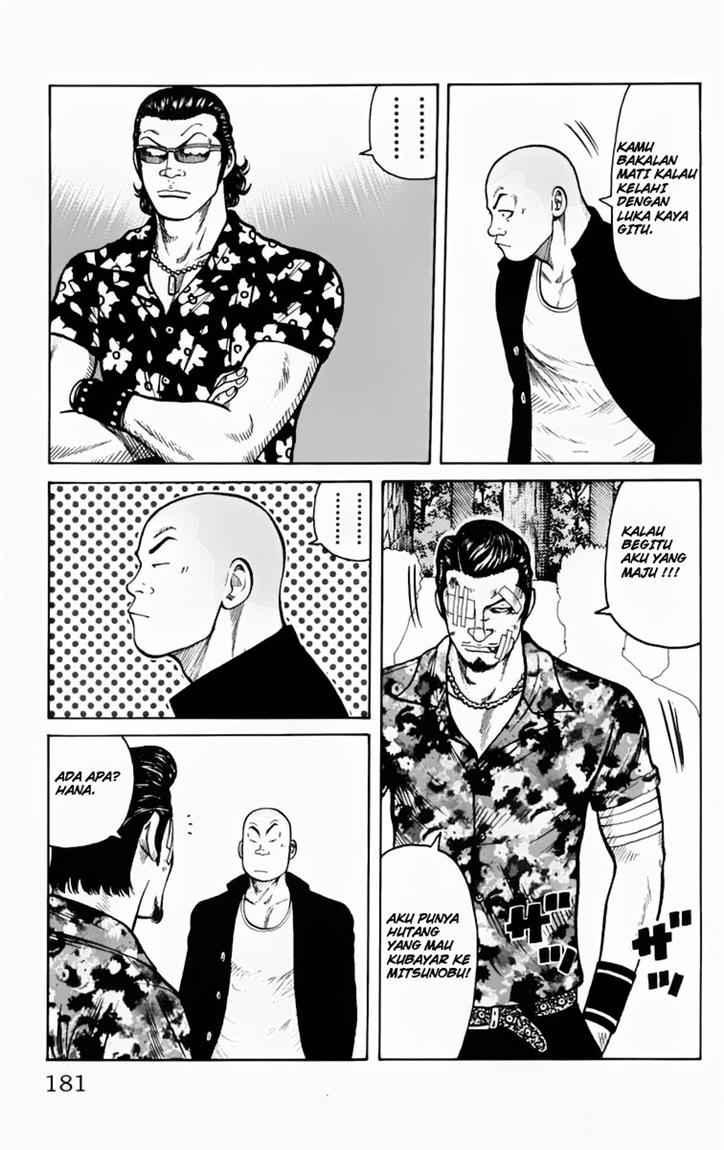 KAMU
BAKALAN
MATI KALAU
KELAHI
DENGAN
LUKA KAYA
GITU.
......
......
KALAU
BEGITU
AKU YANG
MAJU !!!
AKU PUNYA
HUTANG
YANG MAU
KUBAYAR KE
MITSUNOBU!
ザッ
ザッ
......
......
ADA APA?
HANA.
181